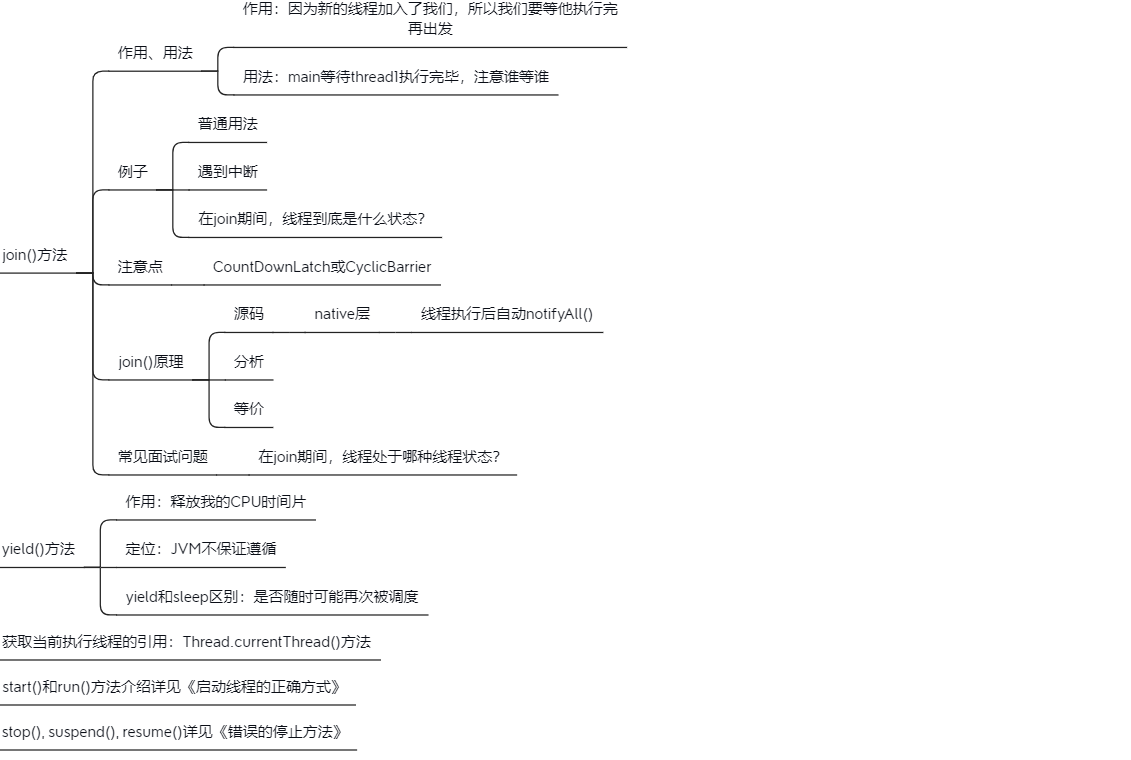 作用：因为新的线程加入了我们，所以我们要等他执行完
再出发
作用、用法
用法：main等待thread1执行完毕，注意谁等谁
普通用法
例子
遇到中断
在join期间，线程到底是什么状态？
join()方法
注意点
CountDownLatch或CyclicBarrier
源码
native层
线程执行后自动notifyAll()
join()原理
分析
等价
常见面试问题
在join期间，线程处于哪种线程状态？
作用：释放我的CPU时间片
yield()方法
定位：JVM不保证遵循
yield和sleep区别：是否随时可能再次被调度
获取当前执行线程的引用：Thread.currentThread()方法
start()和run()方法介绍详见《启动线程的正确方式》
stop(), suspend(), resume()详见《错误的停止方法》